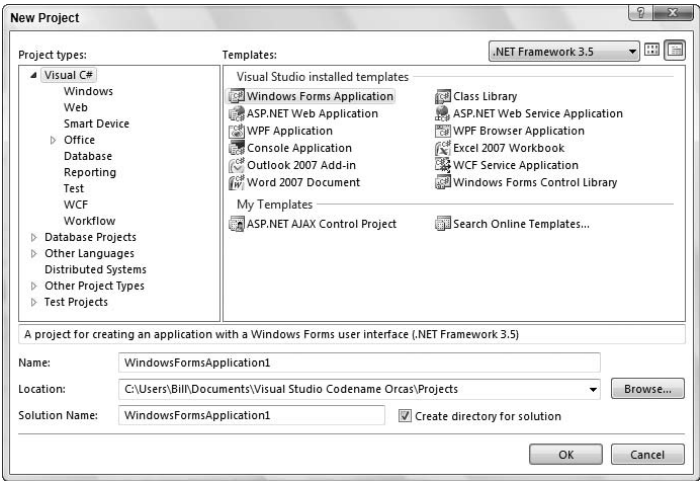 New Project
Project types:
Templates:
.NET Framework 3.5
Visual C#
Windows
Web
Smart Device
Office
Database
Reporting
Test
WCF
Workflow
Database Projects
Other Languages
Distributed Systems
Other Project Types
Test Projects
Visual Studio installed templates
Windows Forms Application
Class Library
ASP.NET Web Application
ASP.NET Web Service Application
WPF Application
WPF Browser Application
Console Application
Excel 2007 Workbook
Outlook 2007 Add-in
WCF Service Application
Word 2007 Document
Windows Forms Control Library
My Templates
ASP.NET AJAX Control Project
Search Online Templates...
A project for creating an application with a Windows Forms user interface (.NET Framework 3.5)
Name:
WindowsFormsApplication1
Location:
C:\Users\Bill\Documents\Visual Studio Codename Orcas\Projects
Browse...
Solution Name:
WindowsFormsApplication1
Create directory for solution
OK
Cancel